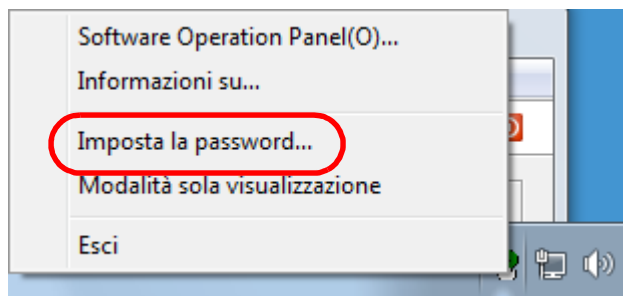 Software Operation Panel(O)...
Informazioni su...
Imposta la password...
Modalità sola visualizzazione
Esci